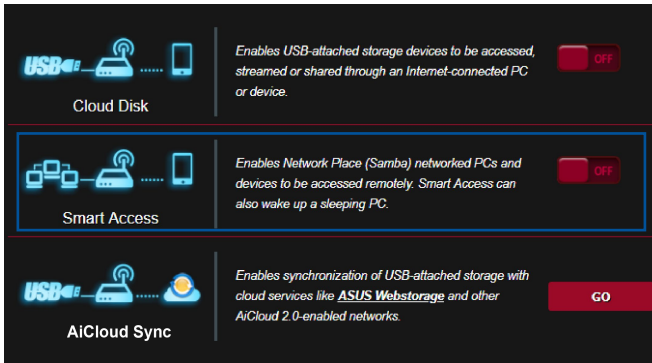 USB
Cloud Disk
Enables USB-attached storage devices to be accessed,
streamed or shared through an Internet-connected PC
or device.
OFF
Smart Access
Enables Network Place (Samba) networked PCs and
devices to be accessed remotely. Smart Access can
also wake up a sleeping PC.
OFF
USB
AiCloud Sync
Enables synchronization of USB-attached storage with
cloud services like ASUS Webstorage and other
AiCloud 2.0-enabled networks.
GO